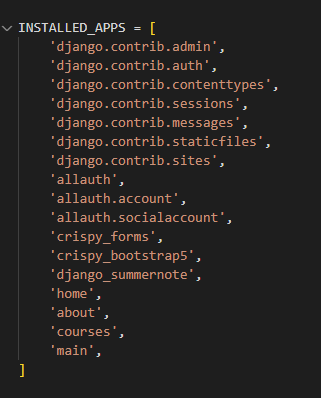 INSTALLED_APPS = [
    'django.contrib.admin',
    'django.contrib.auth',
    'django.contrib.contenttypes',
    'django.contrib.sessions',
    'django.contrib.messages',
    'django.contrib.staticfiles',
    'django.contrib.sites',
    'allauth',
    'allauth.account',
    'allauth.socialaccount',
    'crispy_forms',
    'crispy_bootstrap5',
    'django_summernote',
    'home',
    'about',
    'courses',
    'main',
]